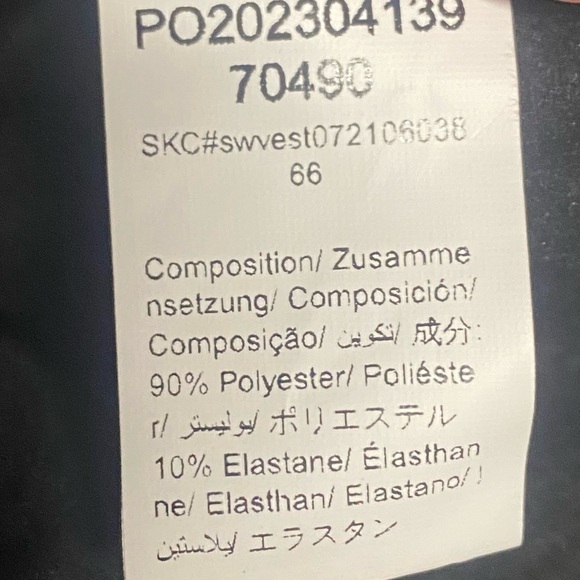 PO202304139
70490
SKC#swvest072106038
66
Composition/ Zusamme
nsetzung/ Composición/
Composição/ تكوين/ 成分:
90% Polyester/ Poliéste
r/ بوليستر/ ポリエステル
10% Elastane/ Élasthan
ne/ Elasthan/ Elastano/ إ
يلاستين/ エラスタン